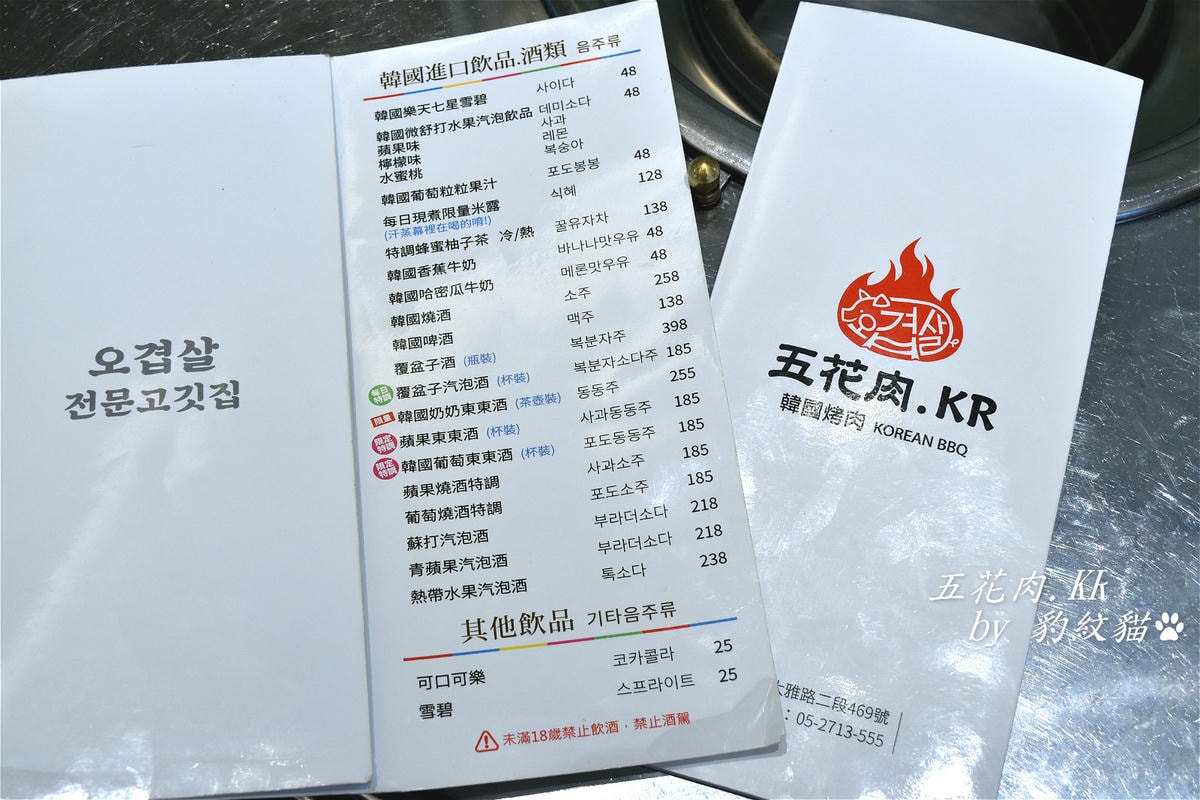 오겹살
전문고깃집
韓國進口飲品.酒類 음주류
韓國樂天七星雪碧 사이다 48
韓國微舒打水果汽泡飲品 데미소다 48
蘋果味 사과
檸檬味 레몬
水蜜桃 복숭아
韓國葡萄粒粒果汁 포도봉봉 48
每日現煮限量米露 식혜 128
(汗蒸幕裡在喝的唷!)
特調蜂蜜柚子茶 冷/熱 꿀유자차 138
韓國香蕉牛奶 바나나맛우유 48
韓國哈密瓜牛奶 메론맛우유 48
韓國燒酒 소주 258
韓國啤酒 맥주 138
覆盆子酒 (瓶裝) 복분자주 398
每日特調 覆盆子汽泡酒 (杯裝) 복분자소다주 185
限量 韓國奶奶東東酒 (茶壺裝) 동동주 255
限定特調 蘋果東東酒 (杯裝) 사과동동주 185
限定特調 韓國葡萄東東酒 (杯裝) 포도동동주 185
蘋果燒酒特調 사과소주 185
葡萄燒酒特調 포도소주 185
蘇打汽泡酒 부라더소다 218
青蘋果汽泡酒 부라더소다 218
熱帶水果汽泡酒 톡소다 238
其他飲品 기타음주류
可口可樂 코카콜라 25
雪碧 스프라이트 25
未滿18歲禁止飲酒．禁止酒駕
오겹살
五花肉.KR
韓國烤肉 KOREAN BBQ
大雅路二段469號
: 05-2713-555
五花肉.Kk
by 豹紋貓